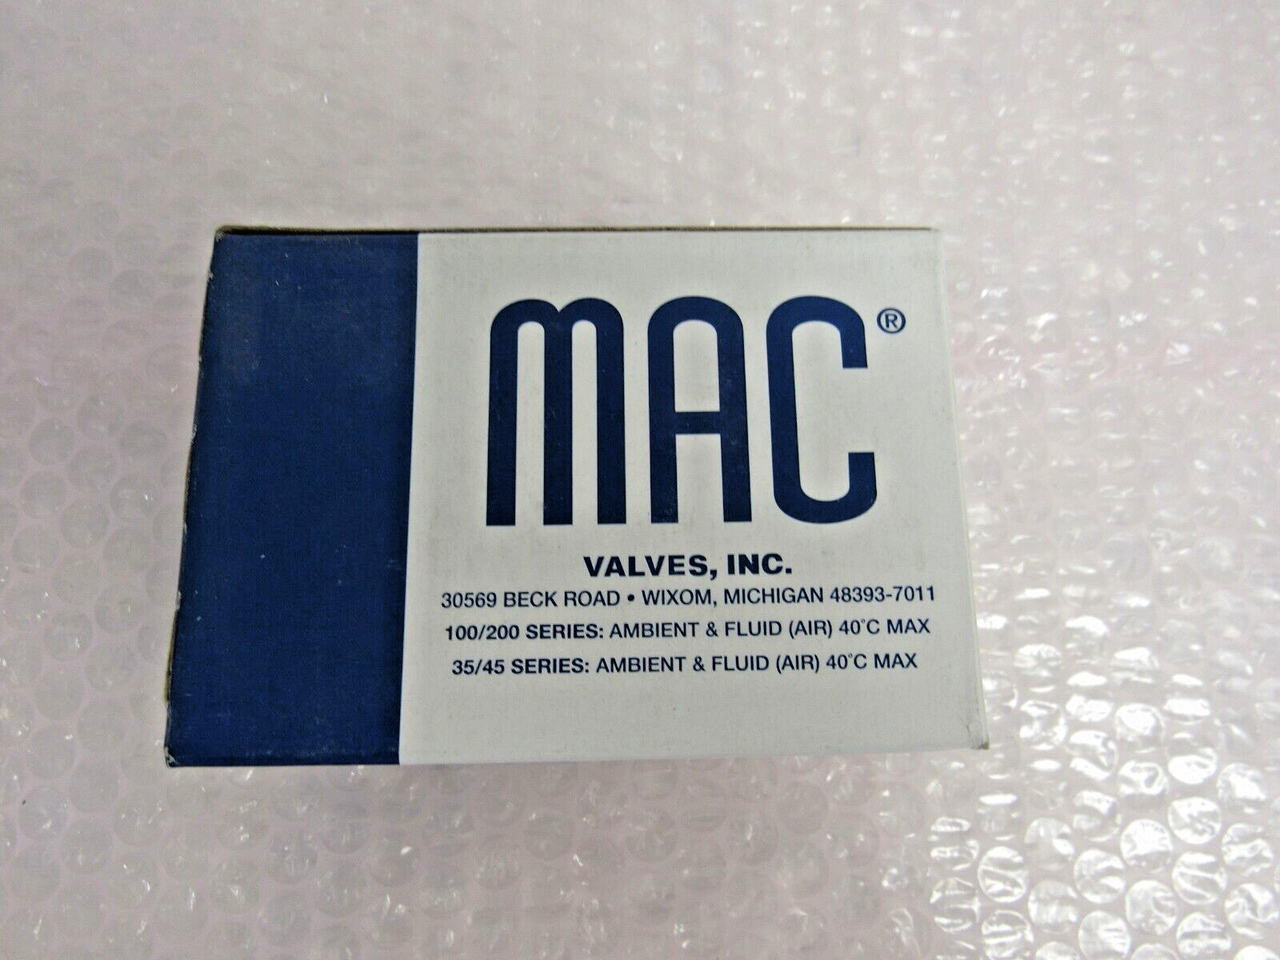 MAC®
VALVES, INC.
30569 BECK ROAD • WIXOM, MICHIGAN 48393-7011
100/200 SERIES: AMBIENT & FLUID (AIR) 40°C MAX
35/45 SERIES: AMBIENT & FLUID (AIR) 40°C MAX